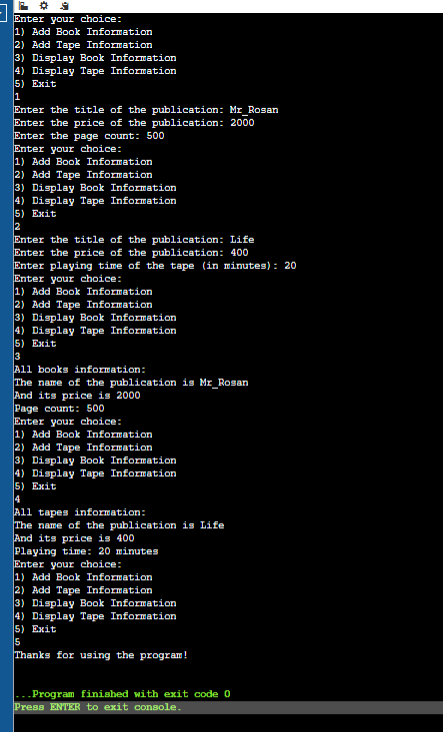 Enter your choice:
1) Add Book Information
2) Add Tape Information
3) Display Book Information
4) Display Tape Information
5) Exit
1
Enter the title of the publication: Mr_Rosan
Enter the price of the publication: 2000
Enter the page count: 500
Enter your choice:
1) Add Book Information
2) Add Tape Information
3) Display Book Information
4) Display Tape Information
5) Exit
2
Enter the title of the publication: Life
Enter the price of the publication: 400
Enter playing time of the tape (in minutes): 20
Enter your choice:
1) Add Book Information
2) Add Tape Information
3) Display Book Information
4) Display Tape Information
5) Exit
3
All books information:
The name of the publication is Mr_Rosan
And its price is 2000
Page count: 500
Enter your choice:
1) Add Book Information
2) Add Tape Information
3) Display Book Information
4) Display Tape Information
5) Exit
4
All tapes information:
The name of the publication is Life
And its price is 400
Playing time: 20 minutes
Enter your choice:
1) Add Book Information
2) Add Tape Information
3) Display Book Information
4) Display Tape Information
5) Exit
5
Thanks for using the program!
...Program finished with exit code 0
Press ENTER to exit console.